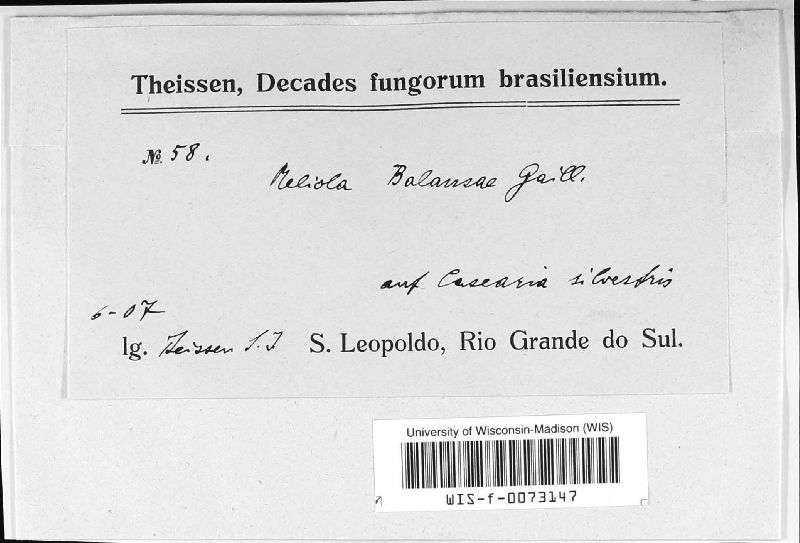 Theissen, Decades fungorum brasiliensium.
№ 58.
Meliola Balansae Gaill.
auf Casearia silvestris
6-07
lg. Theissen S.J S. Leopoldo, Rio Grande do Sul.
University of Wisconsin-Madison (WIS)
WIS-f-0073147